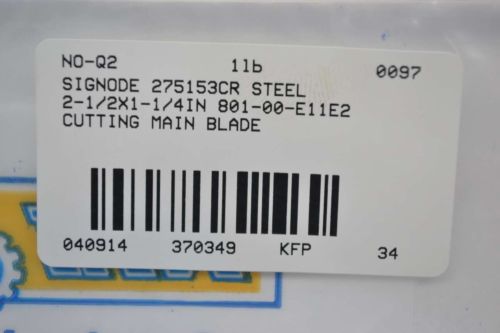 NO-Q2 1lb 0097
SIGNODE 275153CR STEEL
2-1/2X1-1/4IN 801-00-E11E2
CUTTING MAIN BLADE
040914 370349 KFP 34